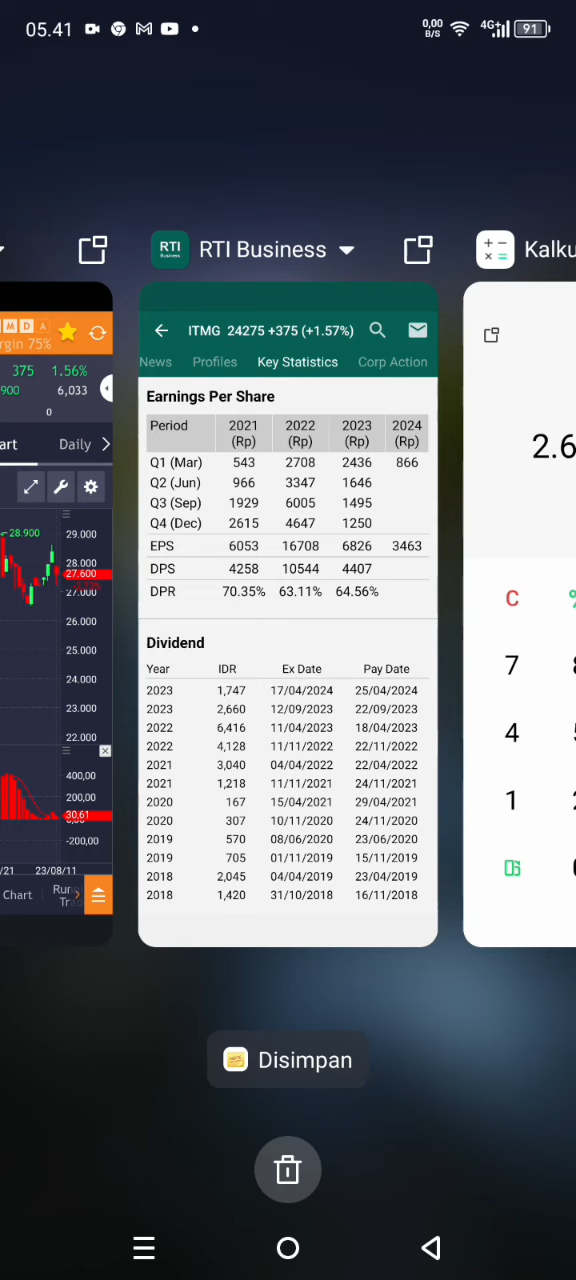 05.41
0,00 B/S
4G+
91
RTI Business
RTI Business
Kalku
M D A
rgin 75%
375 1.56%
900 6,033
0
art Daily
28.900
29.000
28.000
27.600
27.000
26.000
25.000
24.000
23.000
22.000
400,00
200,00
30,61
-200,00
/21 23/08/11
Chart
ITMG 24275 +375 (+1.57%)
News Profiles Key Statistics Corp Action
Earnings Per Share
Period 2021 (Rp) 2022 (Rp) 2023 (Rp) 2024 (Rp)
Q1 (Mar) 543 2708 2436 866
Q2 (Jun) 966 3347 1646
Q3 (Sep) 1929 6005 1495
Q4 (Dec) 2615 4647 1250
EPS 6053 16708 6826 3463
DPS 4258 10544 4407
DPR 70.35% 63.11% 64.56%
Dividend
Year IDR Ex Date Pay Date
2023 1,747 17/04/2024 25/04/2024
2023 2,660 12/09/2023 22/09/2023
2022 6,416 11/04/2023 18/04/2023
2022 4,128 11/11/2022 22/11/2022
2021 3,040 04/04/2022 22/04/2022
2021 1,218 11/11/2021 24/11/2021
2020 167 15/04/2021 29/04/2021
2020 307 10/11/2020 24/11/2020
2019 570 08/06/2020 23/06/2020
2019 705 01/11/2019 15/11/2019
2018 2,045 04/04/2019 23/04/2019
2018 1,420 31/10/2018 16/11/2018
2.6
C
7
4
1
Disimpan